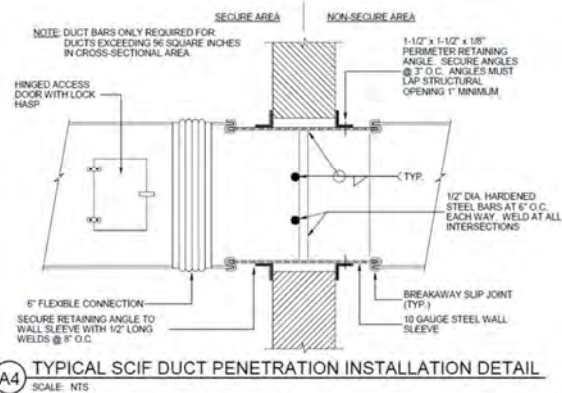 SECURE AREA
NON-SECURE AREA
NOTE: DUCT BARS ONLY REQUIRED FOR
DUCTS EXCEEDING 96 SQUARE INCHES
IN CROSS-SECTIONAL AREA.
1-1/2" x 1-1/2" x 1/8"
PERIMETER RETAINING
ANGLE. SECURE ANGLES
@ 3" O.C. ANGLES MUST
LAP STRUCTURAL
OPENING 1" MINIMUM
HINGED ACCESS
DOOR WITH LOCK
HASP
TYP.
1/2" DIA. HARDENED
STEEL BARS AT 6" O.C.
EACH WAY. WELD AT ALL
INTERSECTIONS
6" FLEXIBLE CONNECTION
SECURE RETAINING ANGLE TO
WALL SLEEVE WITH 1/2" LONG
WELDS @ 8" O.C.
BREAKAWAY SLIP JOINT
(TYP.)
10 GAUGE STEEL WALL
SLEEVE
A4
TYPICAL SCIF DUCT PENETRATION INSTALLATION DETAIL
SCALE: NTS